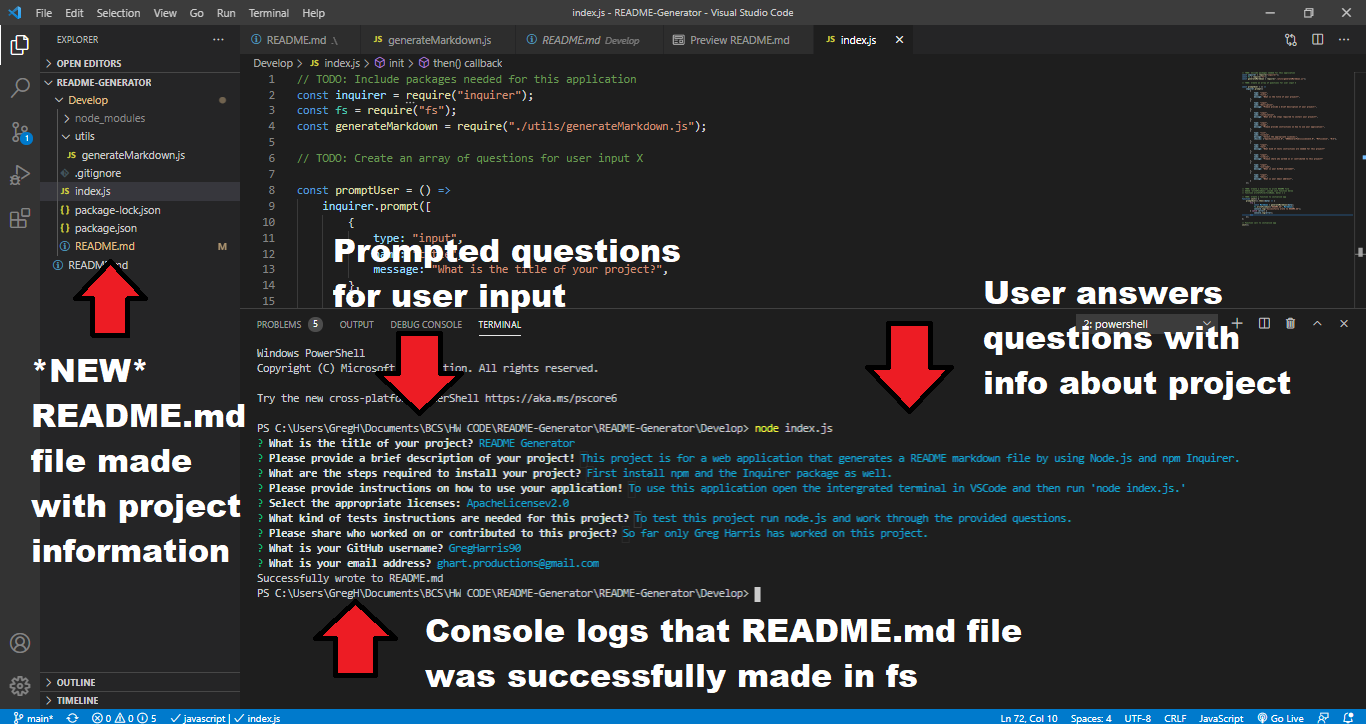 File Edit Selection View Go Run Terminal Help
index.js - README-Generator - Visual Studio Code
EXPLORER
OPEN EDITORS
README-GENERATOR
Develop
node_modules
utils
JS generateMarkdown.js
.gitignore
JS index.js
{} package-lock.json
{} package.json
README.md M
README.md
*NEW*
README.md
file made
with project
information
OUTLINE
TIMELINE
README.md .\
JS generateMarkdown.js
README.md Develop
Preview README.md
JS index.js
Develop > JS index.js > init > then() callback
1 // TODO: Include packages needed for this application
2 const inquirer = require("inquirer");
3 const fs = require("fs");
4 const generateMarkdown = require("./utils/generateMarkdown.js");
5
6 // TODO: Create an array of questions for user input X
7
8 const promptUser = () =>
9 inquirer.prompt([
10 {
11 type: "input",
12
13 message: "What is the title of your project?",
14 },
15
Prompted questions
for user input
User answers
questions with
info about project
PROBLEMS 5 OUTPUT DEBUG CONSOLE TERMINAL
2: powershell
Windows PowerShell
Copyright (C) Microsoft Corporation. All rights reserved.
Try the new cross-platform PowerShell https://aka.ms/pscore6
PS C:\Users\GregH\Documents\BCS\HW CODE\README-Generator\README-Generator\Develop> node index.js
? What is the title of your project? README Generator
? Please provide a brief description of your project! This project is for a web application that generates a README markdown file by using Node.js and npm Inquirer.
? What are the steps required to install your project? First install npm and the Inquirer package as well.
? Please provide instructions on how to use your application! To use this application open the intergrated terminal in VSCode and then run 'node index.js.'
? Select the appropriate licenses: ApacheLicensev2.0
? What kind of tests instructions are needed for this project? To test this project run node.js and work through the provided questions.
? Please share who worked on or contributed to this project? So far only Greg Harris has worked on this project.
? What is your GitHub username? GregHarris90
? What is your email address? ghart.productions@gmail.com
Successfully wrote to README.md
PS C:\Users\GregH\Documents\BCS\HW CODE\README-Generator\README-Generator\Develop>
Console logs that README.md file
was successfully made in fs
1
main* 0 0 5 javascript | index.js
Ln 72, Col 10 Spaces: 4 UTF-8 CRLF JavaScript Go Live